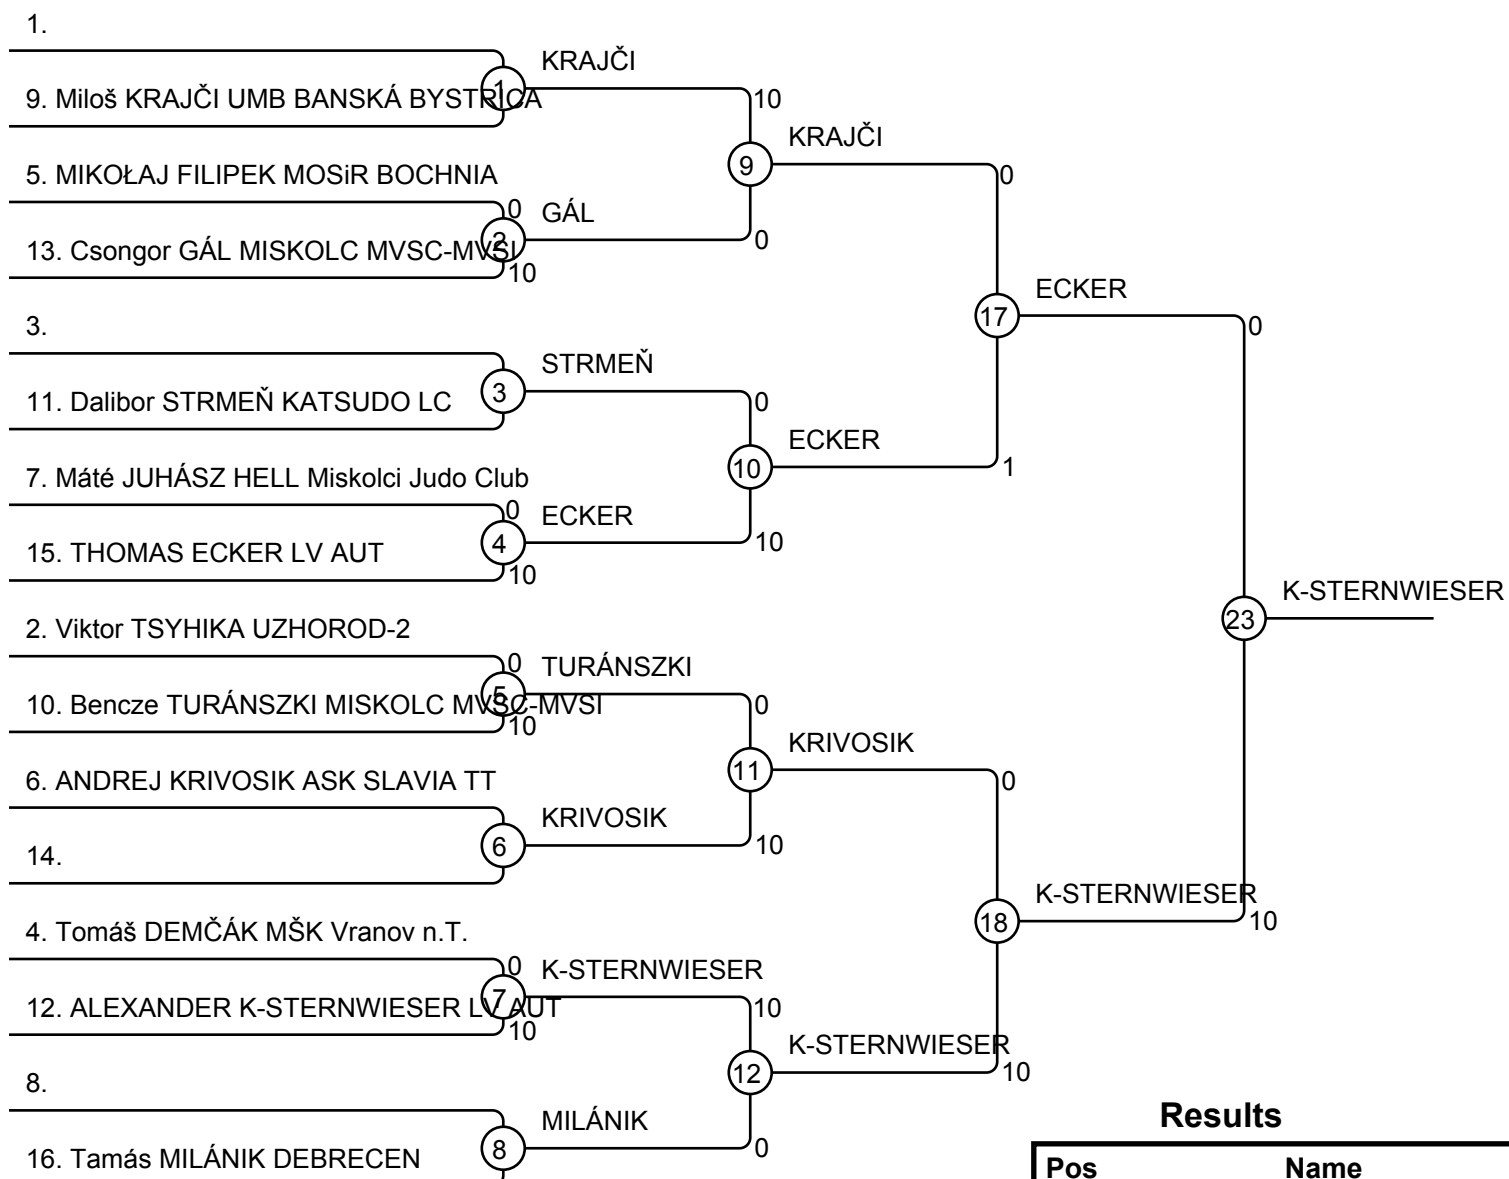 1.
KRAJČI
1
9. Miloš KRAJČI UMB BANSKÁ BYSTRICA
10
KRAJČI
9
5. MIKOŁAJ FILIPEK MOSiR BOCHNIA
0
0
GÁL
2
0
13. Csongor GÁL MISKOLC MVSC-MVSI
10
ECKER
17
0
3.
STRMEŇ
3
11. Dalibor STRMEŇ KATSUDO LC
0
ECKER
10
1
7. Máté JUHÁSZ HELL Miskolci Judo Club
0
ECKER
4
10
15. THOMAS ECKER LV AUT
10
K-STERNWIESER
23
2. Viktor TSYHIKA UZHOROD-2
0
TURÁNSZKI
5
10. Bencze TURÁNSZKI MISKOLC MVSC-MVSI
0
10
KRIVOSIK
11
0
6. ANDREJ KRIVOSIK ASK SLAVIA TT
KRIVOSIK
6
10
14.
K-STERNWIESER
18
10
4. Tomáš DEMČÁK MŠK Vranov n.T.
0
K-STERNWIESER
7
12. ALEXANDER K-STERNWIESER LV AUT
10
10
K-STERNWIESER
12
10
8.
MILÁNIK
8
0
16. Tamás MILÁNIK DEBRECEN
Results
Pos Name